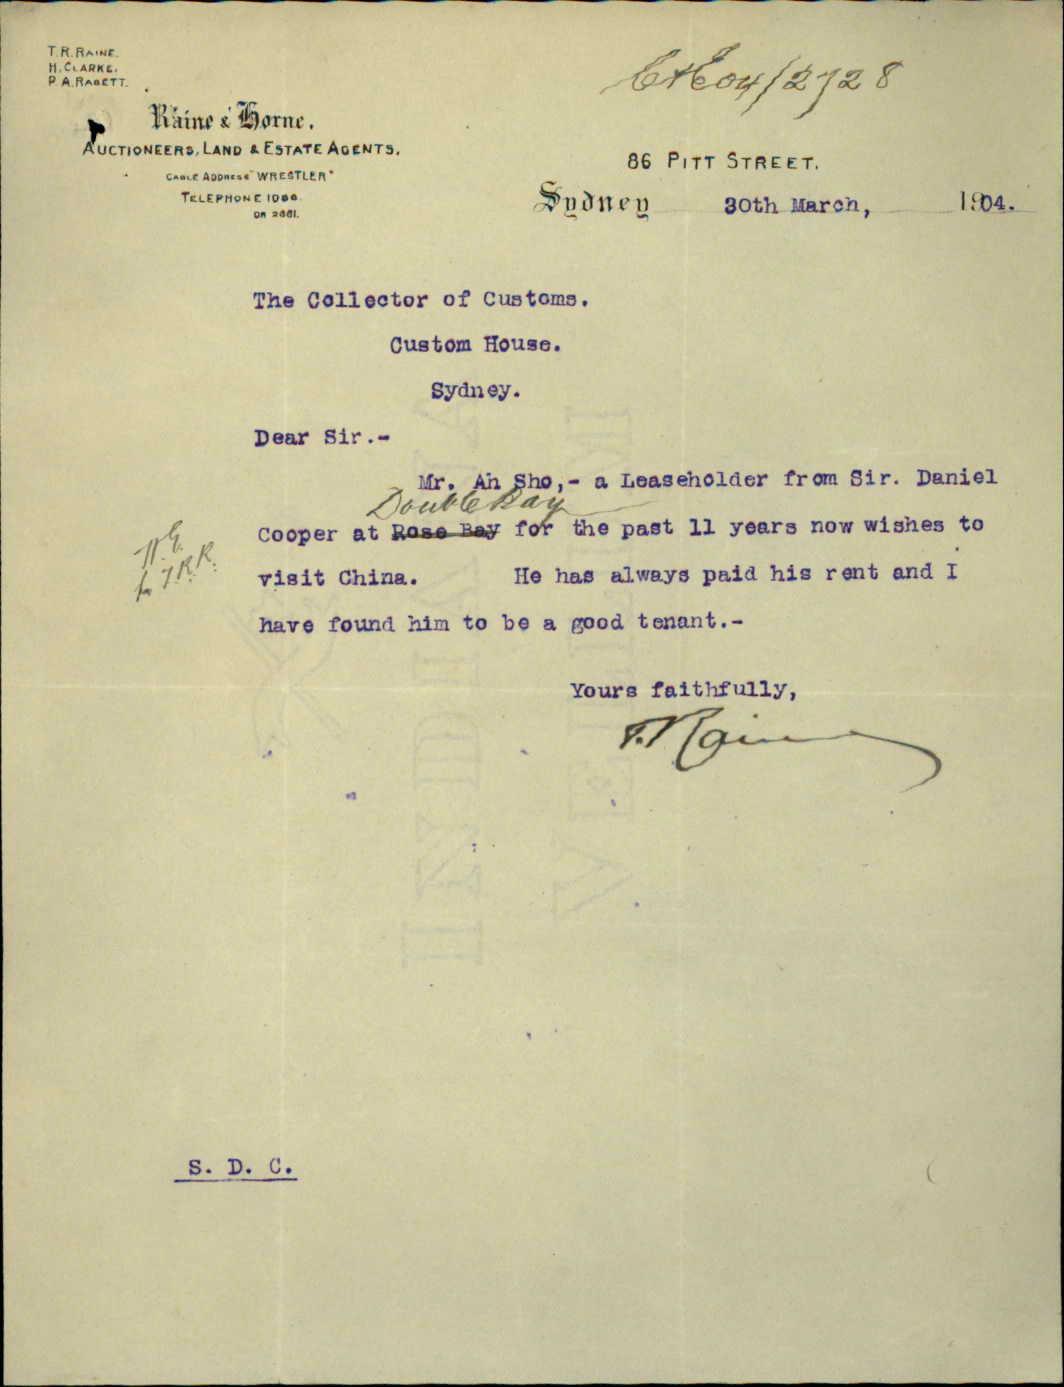 T. R. RAINE.
H. CLARKE.
P. A. RABETT.
C&E 04/2728
Raine & Horne.
AUCTIONEERS, LAND & ESTATE AGENTS.
CABLE ADDRESS "WRESTLER"
TELEPHONE
OR 2661.
86 PITT STREET.
Sydney 30th March, 1904.
The Collector of Customs.
Custom House.
Sydney.
Dear Sir.-
Mr. Ah Sho,- a Leaseholder from Sir. Daniel
Double Bay
Cooper at Rose Bay for the past 11 years now wishes to
visit China. He has always paid his rent and I
have found him to be a good tenant.-
Yours faithfully,
T. Raine
S. D. C.